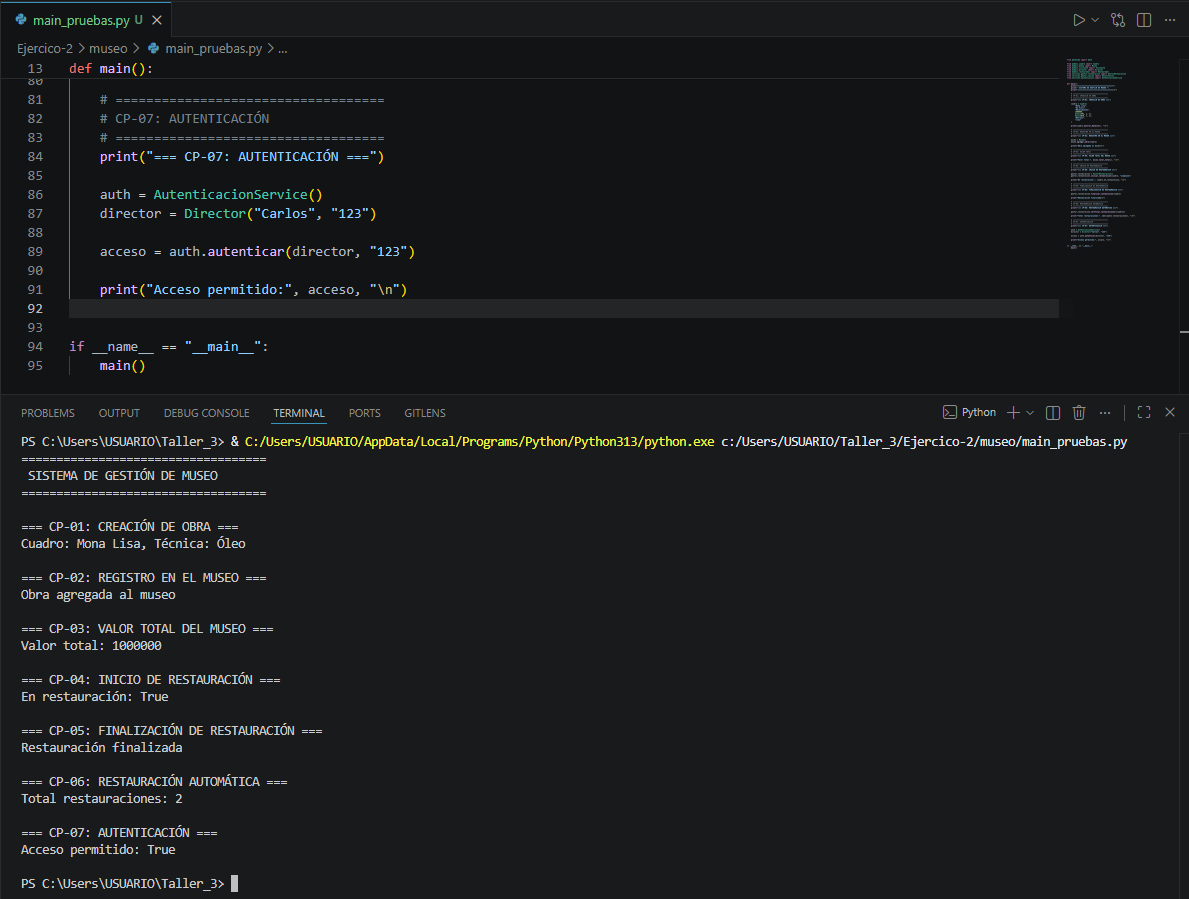 main_pruebas.py U
Ejercico-2 > museo > main_pruebas.py > ...
13 def main():
80
81 # ===================================
82 # CP-07: AUTENTICACIÓN
83 # ===================================
84 print("=== CP-07: AUTENTICACIÓN ===")
85
86 auth = AutenticacionService()
87 director = Director("Carlos", "123")
88
89 acceso = auth.autenticar(director, "123")
90
91 print("Acceso permitido:", acceso, "\n")
92
93
94 if __name__ == "__main__":
95 main()
PROBLEMS OUTPUT DEBUG CONSOLE TERMINAL PORTS GITLENS
Python
PS C:\Users\USUARIO\Taller_3> & C:/Users/USUARIO/AppData/Local/Programs/Python/Python313/python.exe c:/Users/USUARIO/Taller_3/Ejercico-2/museo/main_pruebas.py
===================================
SISTEMA DE GESTIÓN DE MUSEO
===================================
=== CP-01: CREACIÓN DE OBRA ===
Cuadro: Mona Lisa, Técnica: Óleo
=== CP-02: REGISTRO EN EL MUSEO ===
Obra agregada al museo
=== CP-03: VALOR TOTAL DEL MUSEO ===
Valor total: 1000000
=== CP-04: INICIO DE RESTAURACIÓN ===
En restauración: True
=== CP-05: FINALIZACIÓN DE RESTAURACIÓN ===
Restauración finalizada
=== CP-06: RESTAURACIÓN AUTOMÁTICA ===
Total restauraciones: 2
=== CP-07: AUTENTICACIÓN ===
Acceso permitido: True
PS C:\Users\USUARIO\Taller_3>